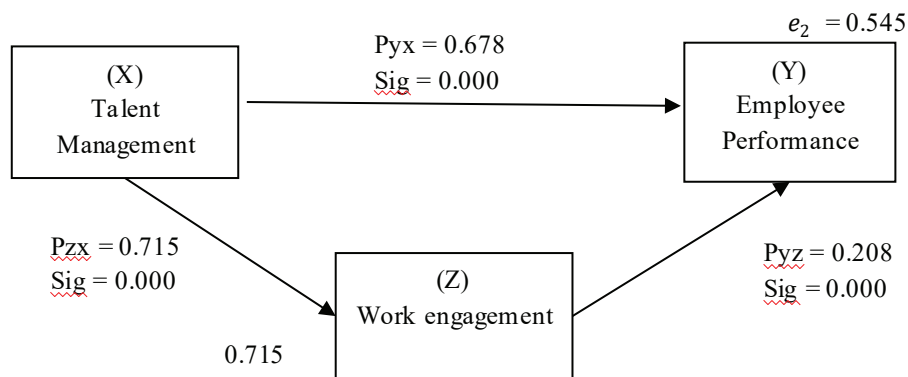 e₂ = 0.545
Pyx = 0.678
Sig = 0.000
(X)
Talent
Management
(Y)
Employee
Performance
Pzx = 0.715
Sig = 0.000
(Z)
Work engagement
Pyz = 0.208
Sig = 0.000
0.715